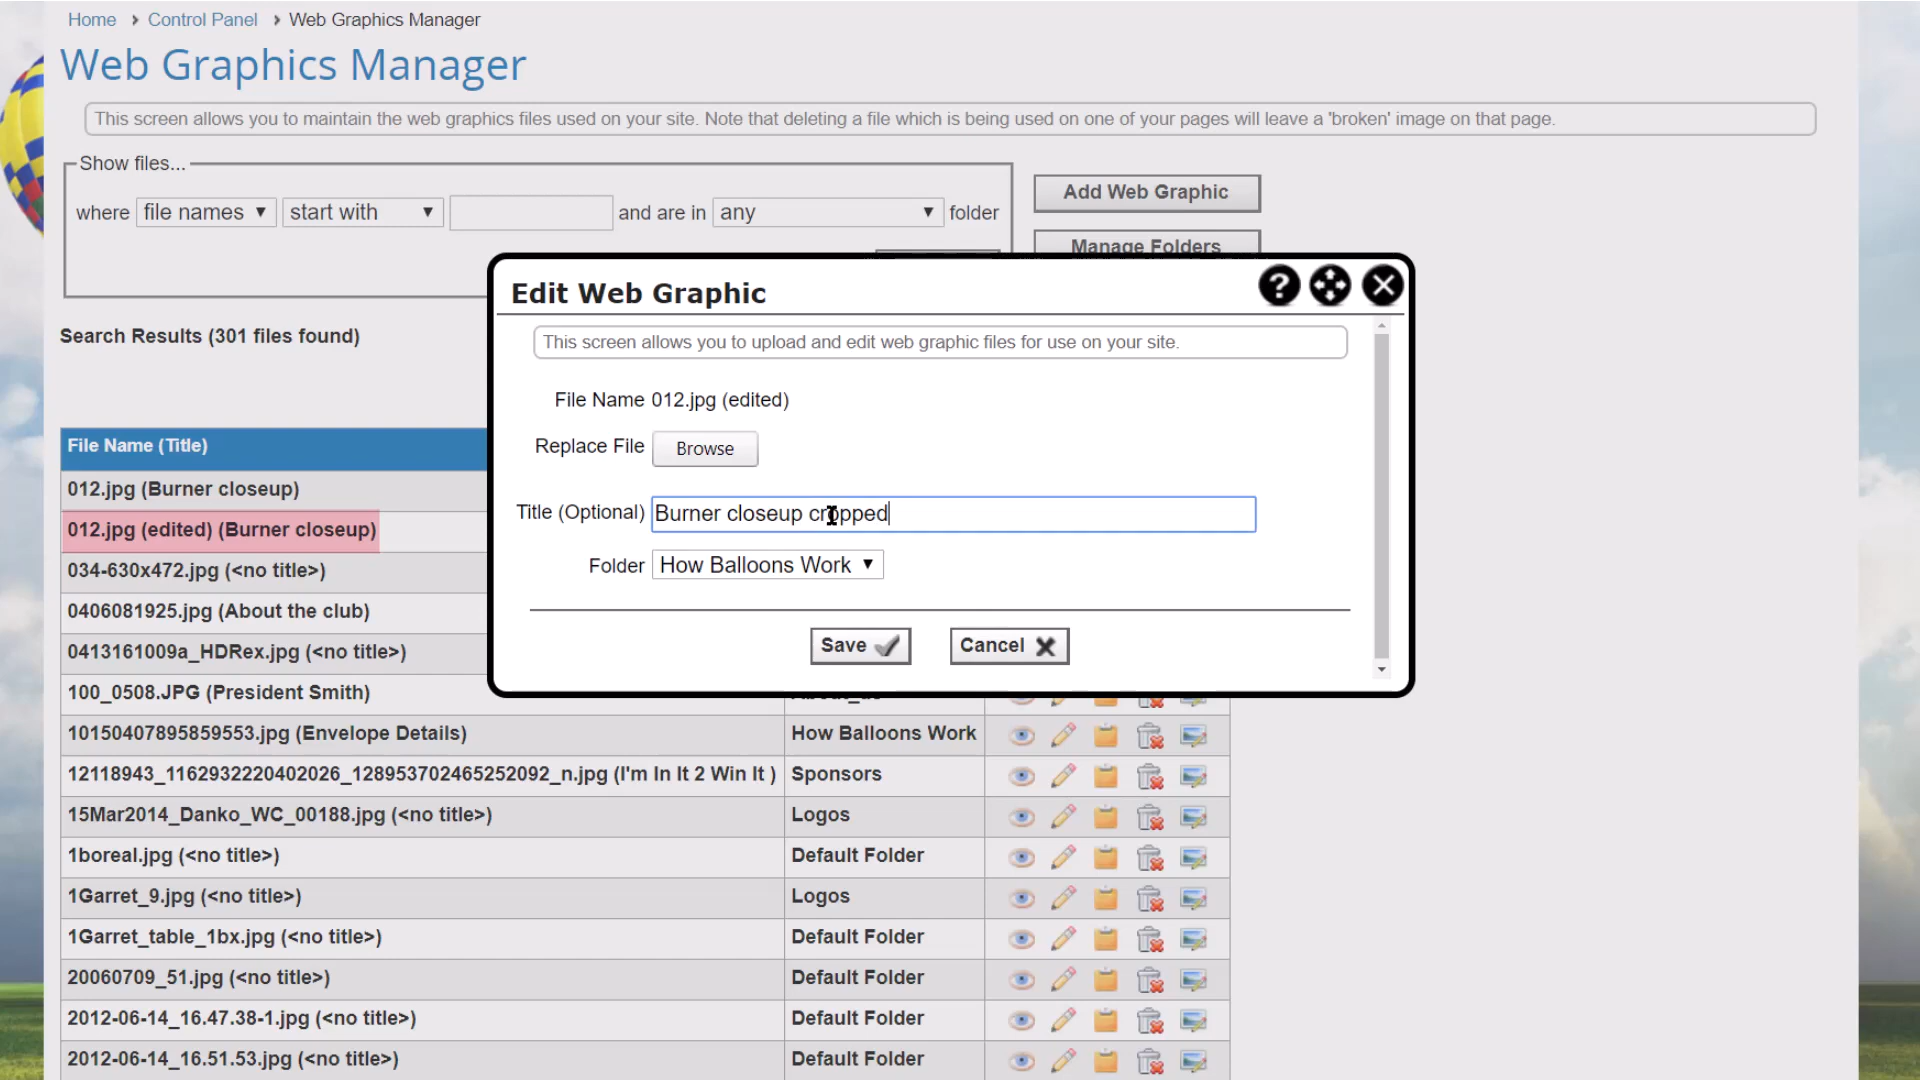 Home > Control Panel > Web Graphics Manager
Web Graphics Manager
This screen allows you to maintain the web graphics files used on your site. Note that deleting a file which is being used on one of your pages will leave a 'broken' image on that page.
Show files...
where file names start with and are in any folder
Add Web Graphic
Manage Folders
Search Results (301 files found)
Edit Web Graphic
This screen allows you to upload and edit web graphic files for use on your site.
File Name 012.jpg (edited)
Replace File Browse
Title (Optional) Burner closeup cropped
Folder How Balloons Work
Save Cancel
File Name (Title)
012.jpg (Burner closeup)
012.jpg (edited) (Burner closeup)
034-630x472.jpg (<no title>)
0406081925.jpg (About the club)
0413161009a_HDRex.jpg (<no title>)
100_0508.JPG (President Smith)
10150407895859553.jpg (Envelope Details) How Balloons Work
12118943_1162932220402026_128953702465252092_n.jpg (I'm In It 2 Win It ) Sponsors
15Mar2014_Danko_WC_00188.jpg (<no title>) Logos
1boreal.jpg (<no title>) Default Folder
1Garret_9.jpg (<no title>) Logos
1Garret_table_1bx.jpg (<no title>) Default Folder
20060709_51.jpg (<no title>) Default Folder
2012-06-14_16.47.38-1.jpg (<no title>) Default Folder
2012-06-14_16.51.53.jpg (<no title>) Default Folder